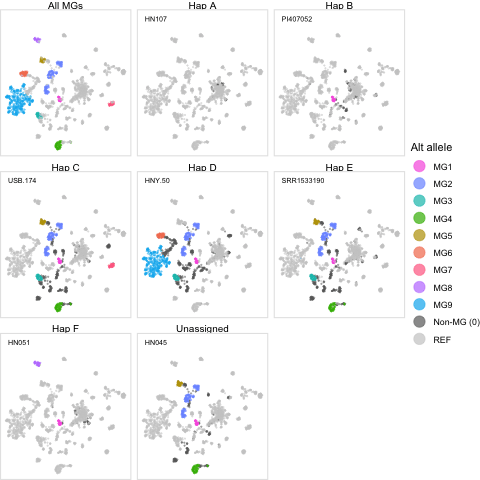 All MGs
Hap A
Hap B
HN107
PI407052
Hap C
Hap D
Hap E
USB.174
HNY.50
SRR1533190
Hap F
Unassigned
HN051
HN045
Alt allele
MG1
MG2
MG3
MG4
MG5
MG6
MG7
MG8
MG9
Non-MG (0)
REF